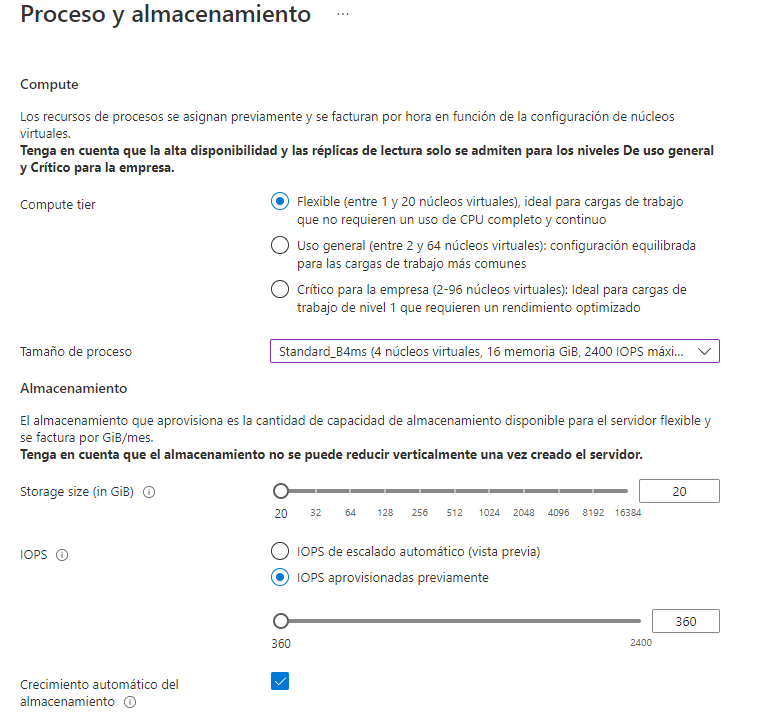 Proceso y almacenamiento ...
Compute
Los recursos de procesos se asignan previamente y se facturan por hora en función de la configuración de núcleos
virtuales.
Tenga en cuenta que la alta disponibilidad y las réplicas de lectura solo se admiten para los niveles De uso general
y Crítico para la empresa.
Compute tier
Flexible (entre 1 y 20 núcleos virtuales), ideal para cargas de trabajo
que no requieren un uso de CPU completo y continuo
Uso general (entre 2 y 64 núcleos virtuales): configuración equilibrada
para las cargas de trabajo más comunes
Crítico para la empresa (2-96 núcleos virtuales): Ideal para cargas de
trabajo de nivel 1 que requieren un rendimiento optimizado
Tamaño de proceso
Standard_B4ms (4 núcleos virtuales, 16 memoria GiB, 2400 IOPS máxi...
Almacenamiento
El almacenamiento que aprovisiona es la cantidad de capacidad de almacenamiento disponible para el servidor flexible y
se factura por GiB/mes.
Tenga en cuenta que el almacenamiento no se puede reducir verticalmente una vez creado el servidor.
Storage size (in GiB)
20
20 32 64 128 256 512 1024 2048 4096 8192 16384
IOPS
IOPS de escalado automático (vista previa)
IOPS aprovisionadas previamente
360
360 2400
Crecimiento automático del
almacenamiento